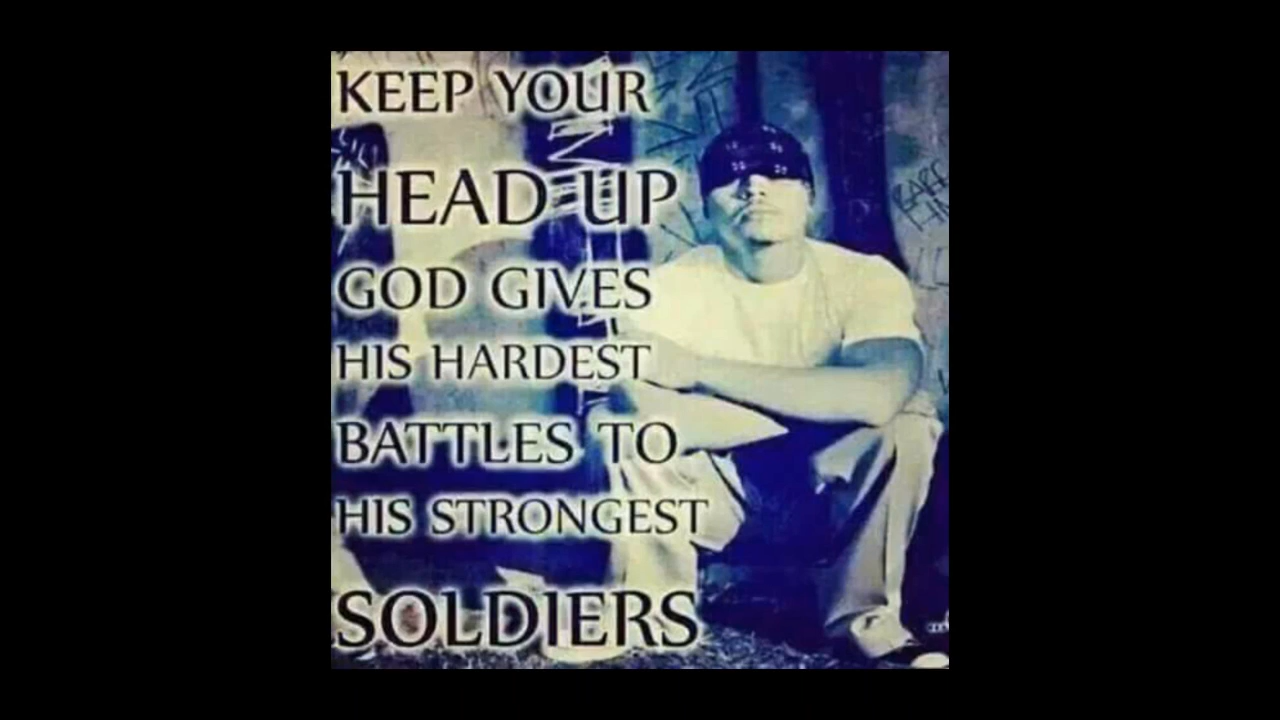 KEEP YOUR
HEAD UP
GOD GIVES
HIS HARDEST
BATTLES TO
HIS STRONGEST
SOLDIERS